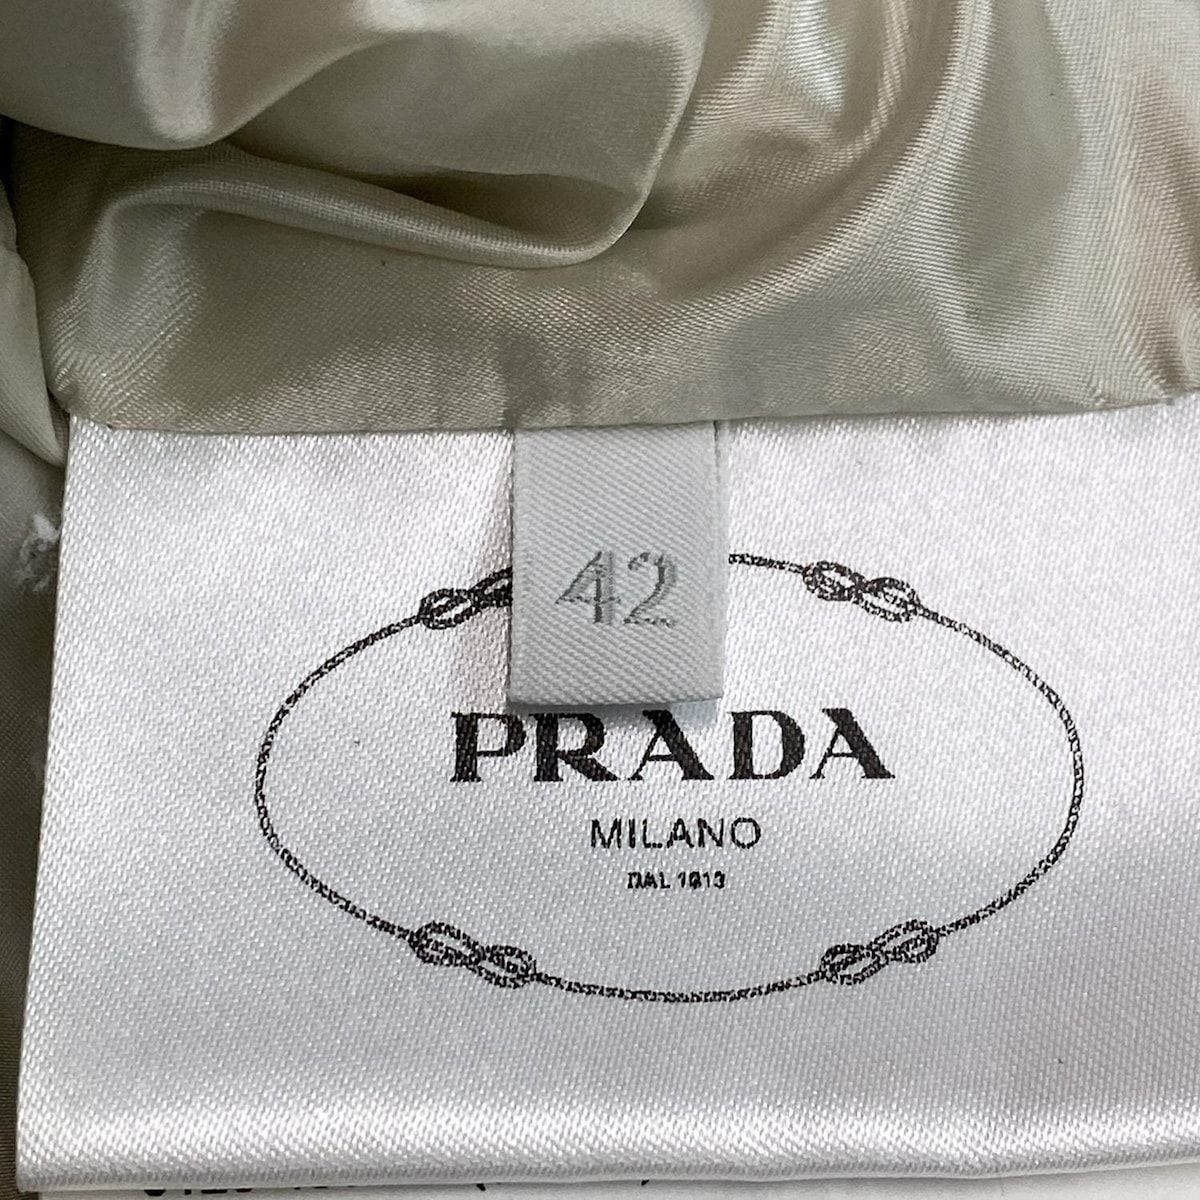 42
PRADA
MILANO
DAL 1913